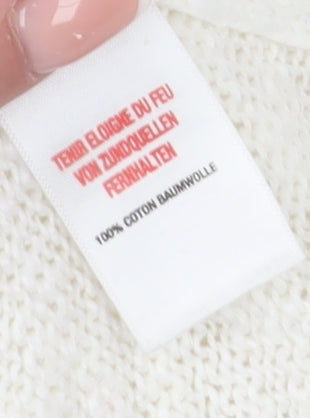 TENIR ELOIGNE DU FEU
VON ZUNDQUELLEN
FERNHALTEN
100% COTON BAUMWOLLE